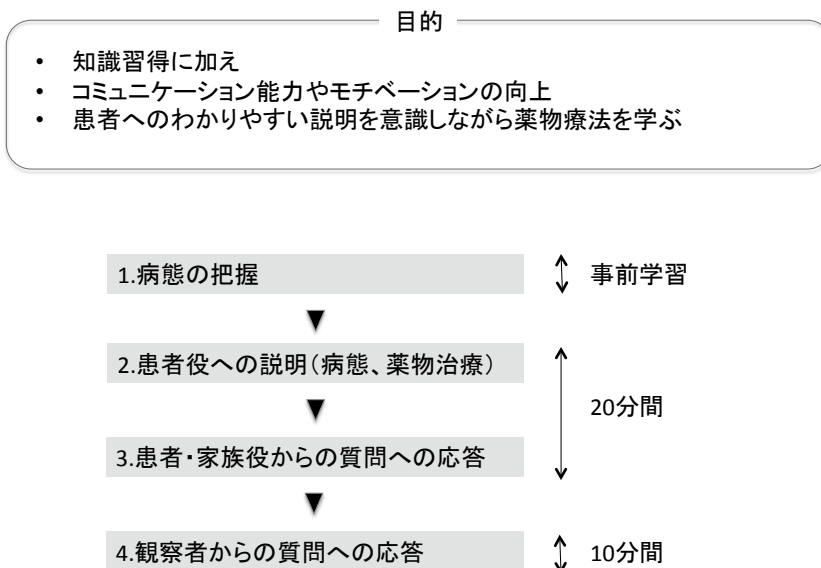 目的
• 知識習得に加え
• コミュニケーション能力やモチベーションの向上
• 患者へのわかりやすい説明を意識しながら薬物療法を学ぶ
1.病態の把握
事前学習
2.患者役への説明(病態、薬物治療)
20分間
3.患者・家族役からの質問への応答
4.観察者からの質問への応答
10分間